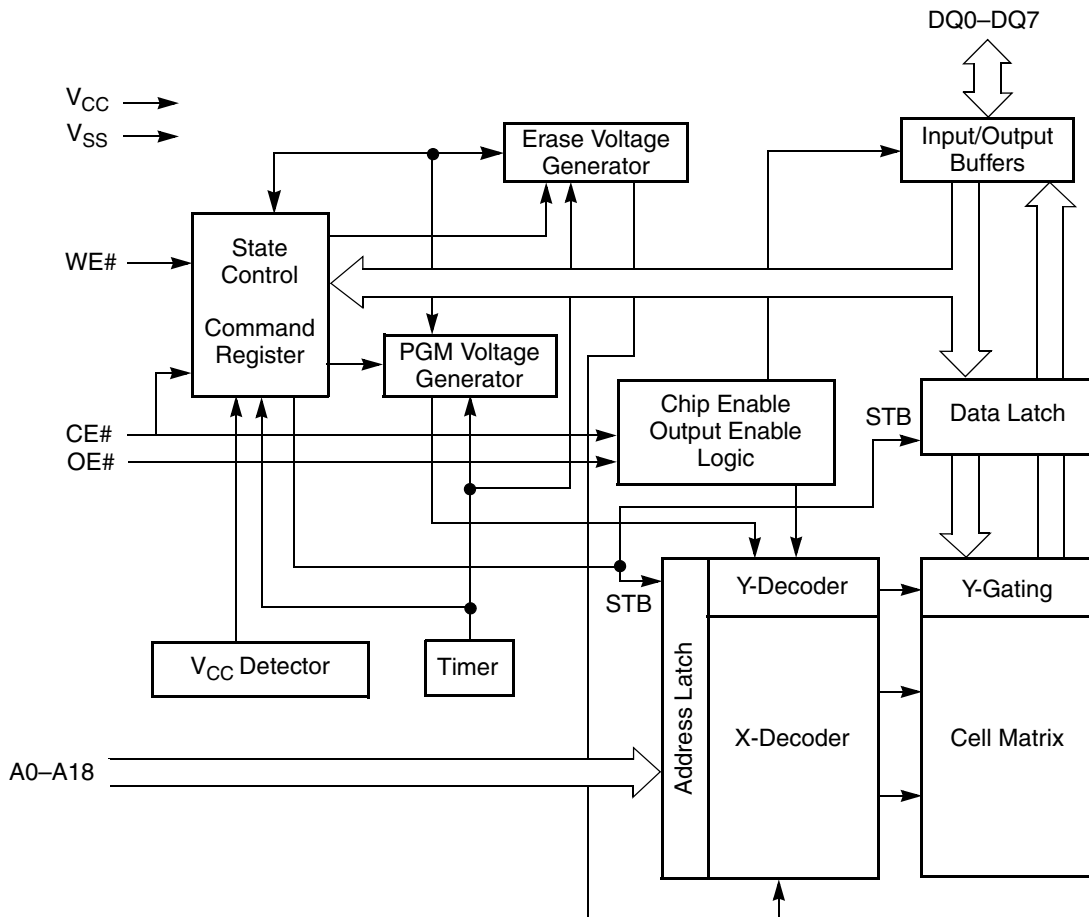 DQ0–DQ7
VCC
VSS
Erase Voltage
Generator
Input/Output
Buffers
WE#
State
Control
Command
Register
PGM Voltage
Generator
CE#
OE#
Chip Enable
Output Enable
Logic
STB
Data Latch
STB
Y-Decoder
Y-Gating
VCC Detector
Timer
Address Latch
X-Decoder
Cell Matrix
A0–A18